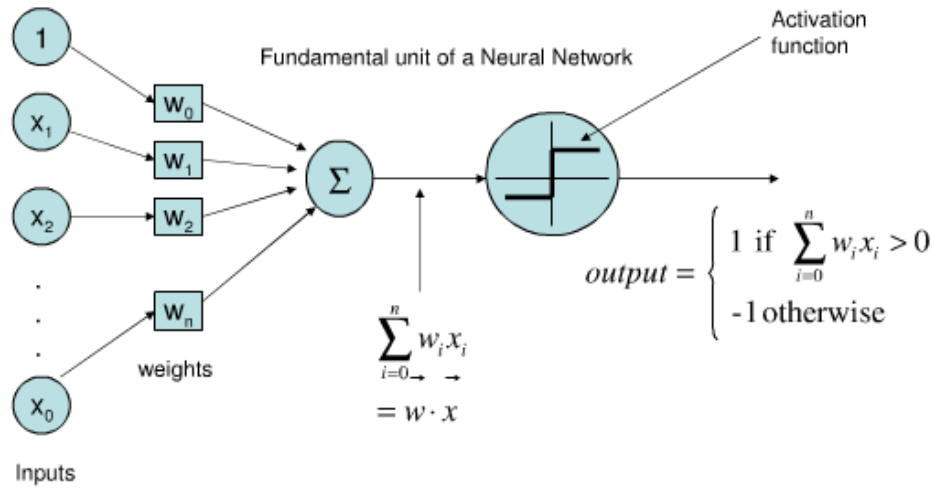 1
Activation
function
Fundamental unit of a Neural Network
w₀
x₁
w₁
Σ
x₂
w₂
.
.
.
wₙ
weights
x₀
Inputs
n
∑ wᵢxᵢ
i=0
= w⃗ · x⃗
output = { 1 if ∑ᵢ₌₀ⁿ wᵢxᵢ > 0
-1 otherwise